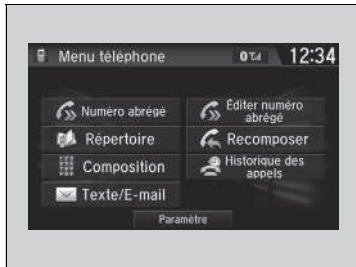 Menu téléphone
12:34
Numéro abrégé
Éditer numéro
abrégé
Répertoire
Recomposer
Composition
Historique des
appels
Texte/E-mail
Paramètre